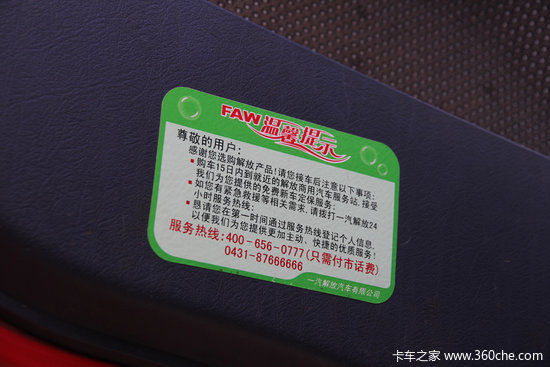 FAW 温馨提示
尊敬的用户:
感谢您选购解放产品!请您接车后注意以下事项:
•购车15日内到就近的解放商用汽车服务站,接受
我们为您提供的免费新车定保服务;
•如您有紧急救援等相关需求,请拨打一汽解放24
小时服务热线;
•恳请您在第一时间通过服务热线登记个人信息,
以便我们为您提供更加主动、快捷的优质服务!
服务热线:400-656-0777(只需付市话费)
0431-87666666
一汽解放汽车有限公司
卡车之家 www.360che.com